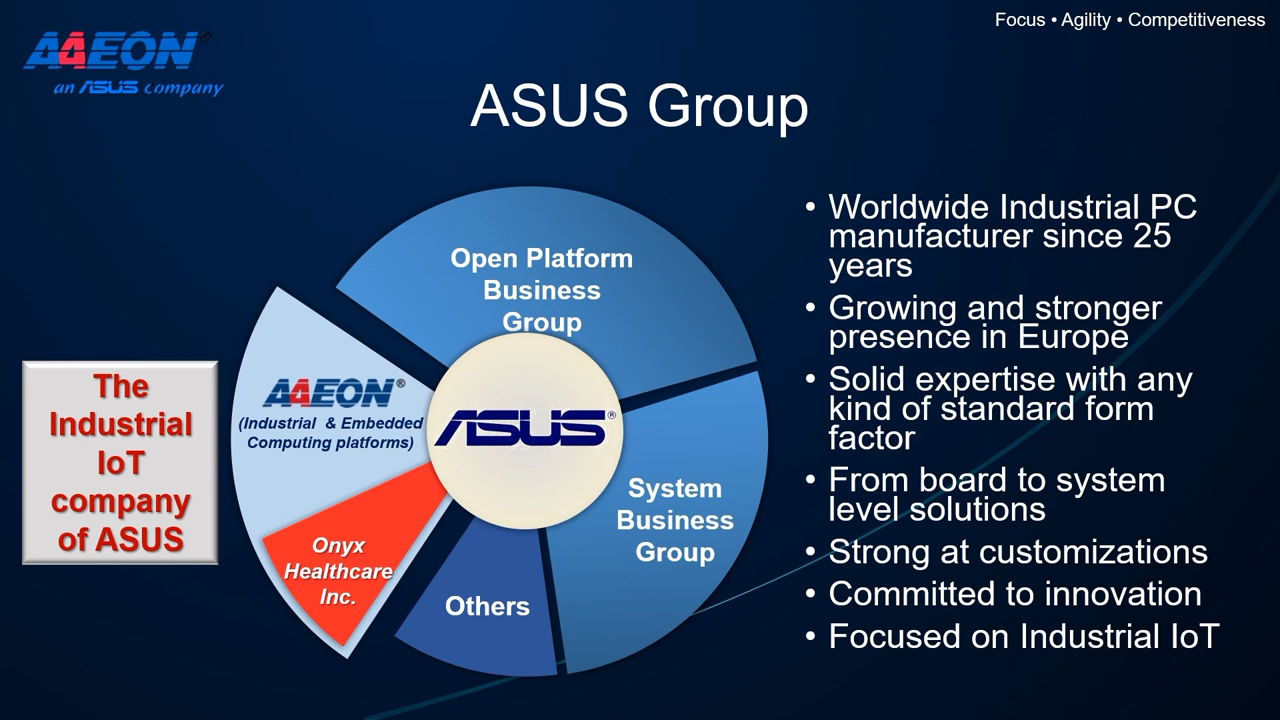 Focus • Agility • Competitiveness
AAEON®
an ASUS company
ASUS Group
Open Platform
Business
Group
AAEON®
(Industrial & Embedded
Computing platforms)
ASUS®
The
Industrial
IoT
company
of ASUS
System
Business
Group
Onyx
Healthcare
Inc.
Others
• Worldwide Industrial PC
manufacturer since 25
years
• Growing and stronger
presence in Europe
• Solid expertise with any
kind of standard form
factor
• From board to system
level solutions
• Strong at customizations
• Committed to innovation
• Focused on Industrial IoT